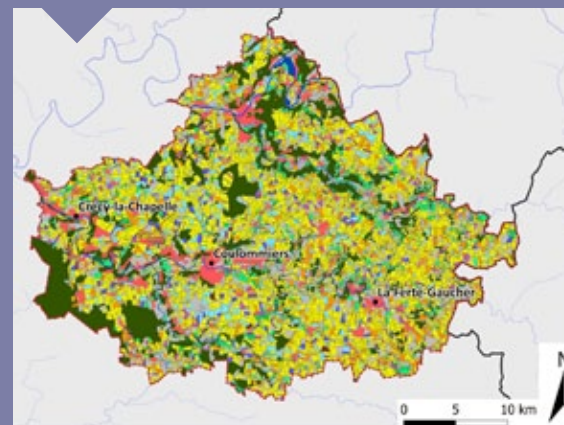 Crécy-la-Chapelle
Coulommiers
La Ferté-Gaucher
N
0 5 10 km